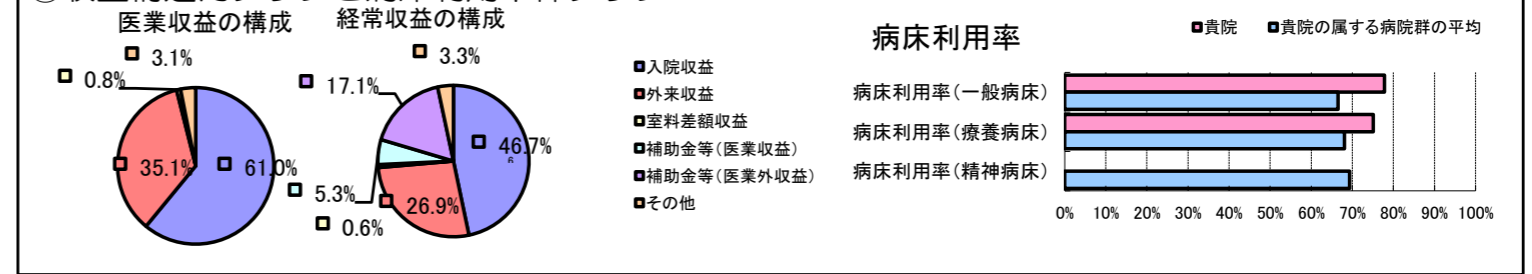 医業収益の構成
経常収益の構成
3.1%
0.8%
35.1%
61.0%
3.3%
17.1%
46.7%
5.3%
26.9%
0.6%
入院収益
外来収益
室料差額収益
補助金等(医業収益)
補助金等(医業外収益)
その他
病床利用率
貴院
貴院の属する病院群の平均
病床利用率(一般病床)
病床利用率(療養病床)
病床利用率(精神病床)
0% 10% 20% 30% 40% 50% 60% 70% 80% 90% 100%